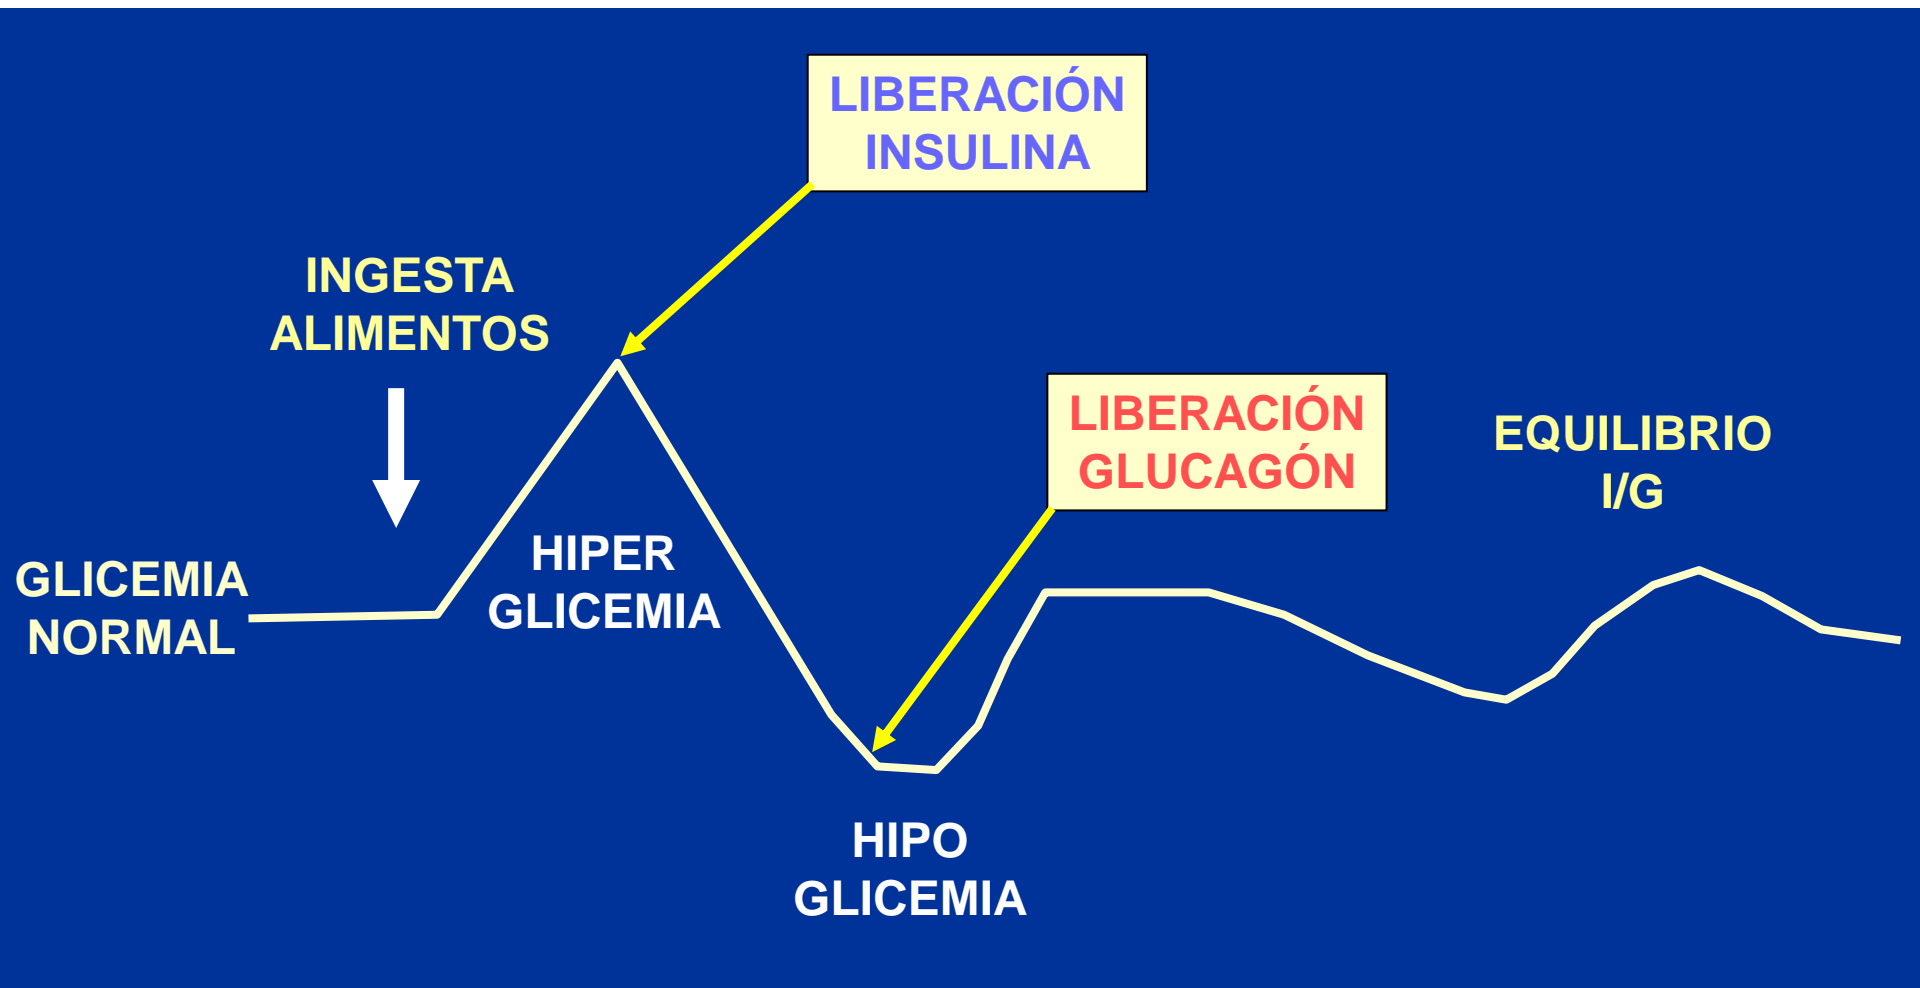 LIBERACIÓN
INSULINA
INGESTA
ALIMENTOS
LIBERACIÓN
GLUCAGÓN
EQUILIBRIO
I/G
GLICEMIA
NORMAL
HIPER
GLICEMIA
HIPO
GLICEMIA